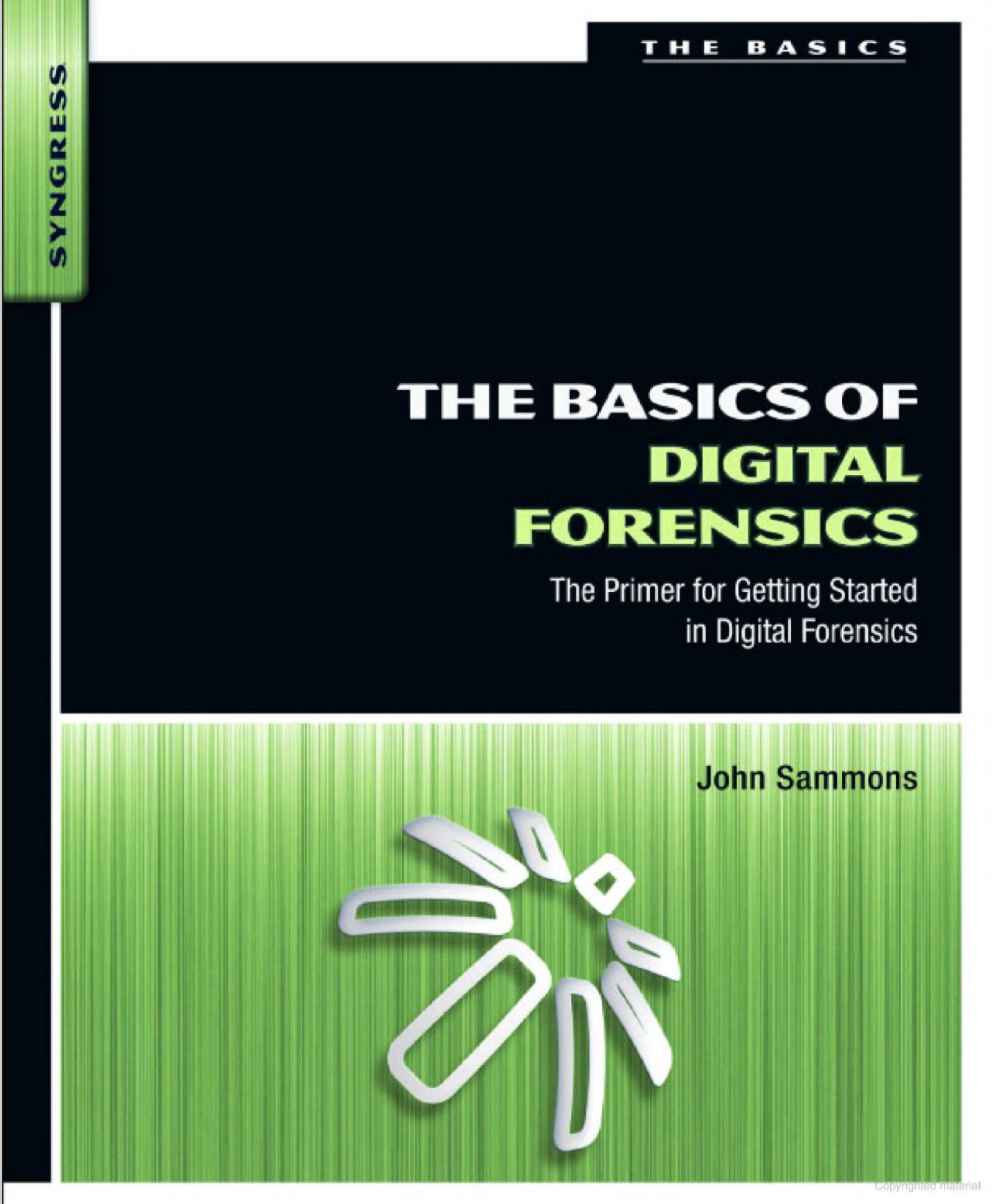 THE BASICS
SYNGRESS
THE BASICS OF
DIGITAL
FORENSICS
The Primer for Getting Started
in Digital Forensics
John Sammons
Copyrighted material